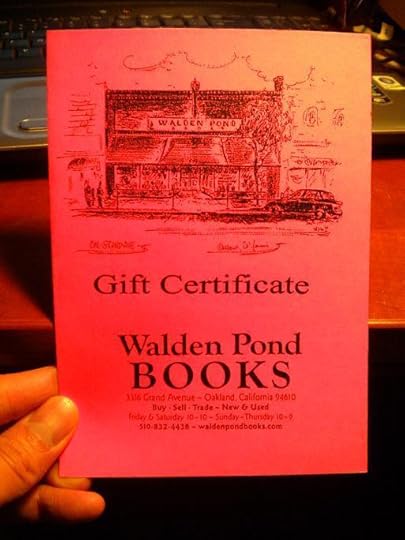 WALDEN POND
Gift Certificate
Walden Pond
BOOKS
3316 Grand Avenue ~ Oakland, California 94610
Buy · Sell · Trade ~ New & Used
Friday & Saturday 10-10 ~ Sunday-Thursday 10-9
510-832-4438 ~ waldenpondbooks.com